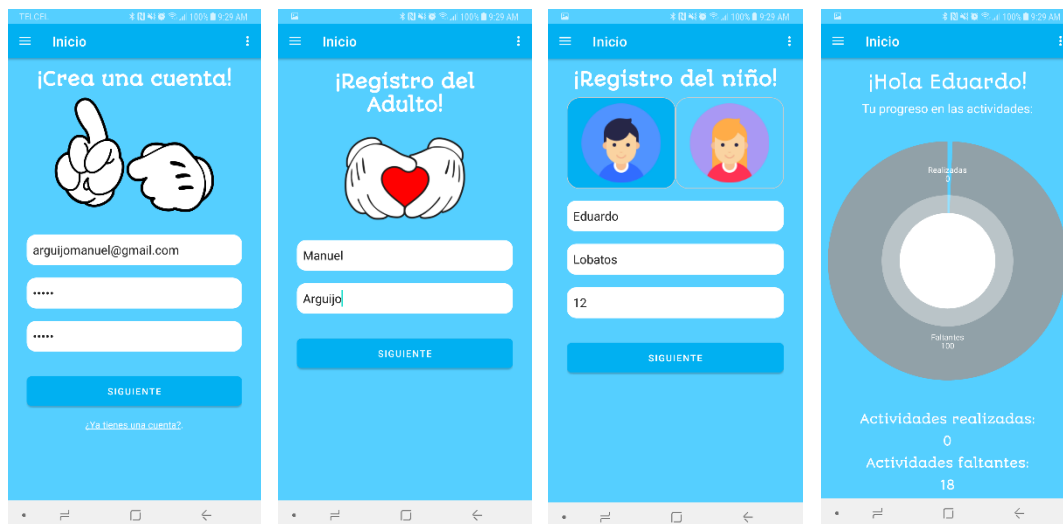 TELCEL 100% 9:29 AM
Inicio
¡Crea una cuenta!
arguijomanuel@gmail.com
•••••
•••••
SIGUIENTE
¿Ya tienes una cuenta?.
100% 9:29 AM
Inicio
¡Registro del
Adulto!
Manuel
Arguijo
SIGUIENTE
100% 9:29 AM
Inicio
¡Registro del niño!
Eduardo
Lobatos
12
SIGUIENTE
100% 9:29 AM
Inicio
¡Hola Eduardo!
Tu progreso en las actividades:
Realizadas
0
Faltantes
100
Actividades realizadas:
0
Actividades faltantes:
18